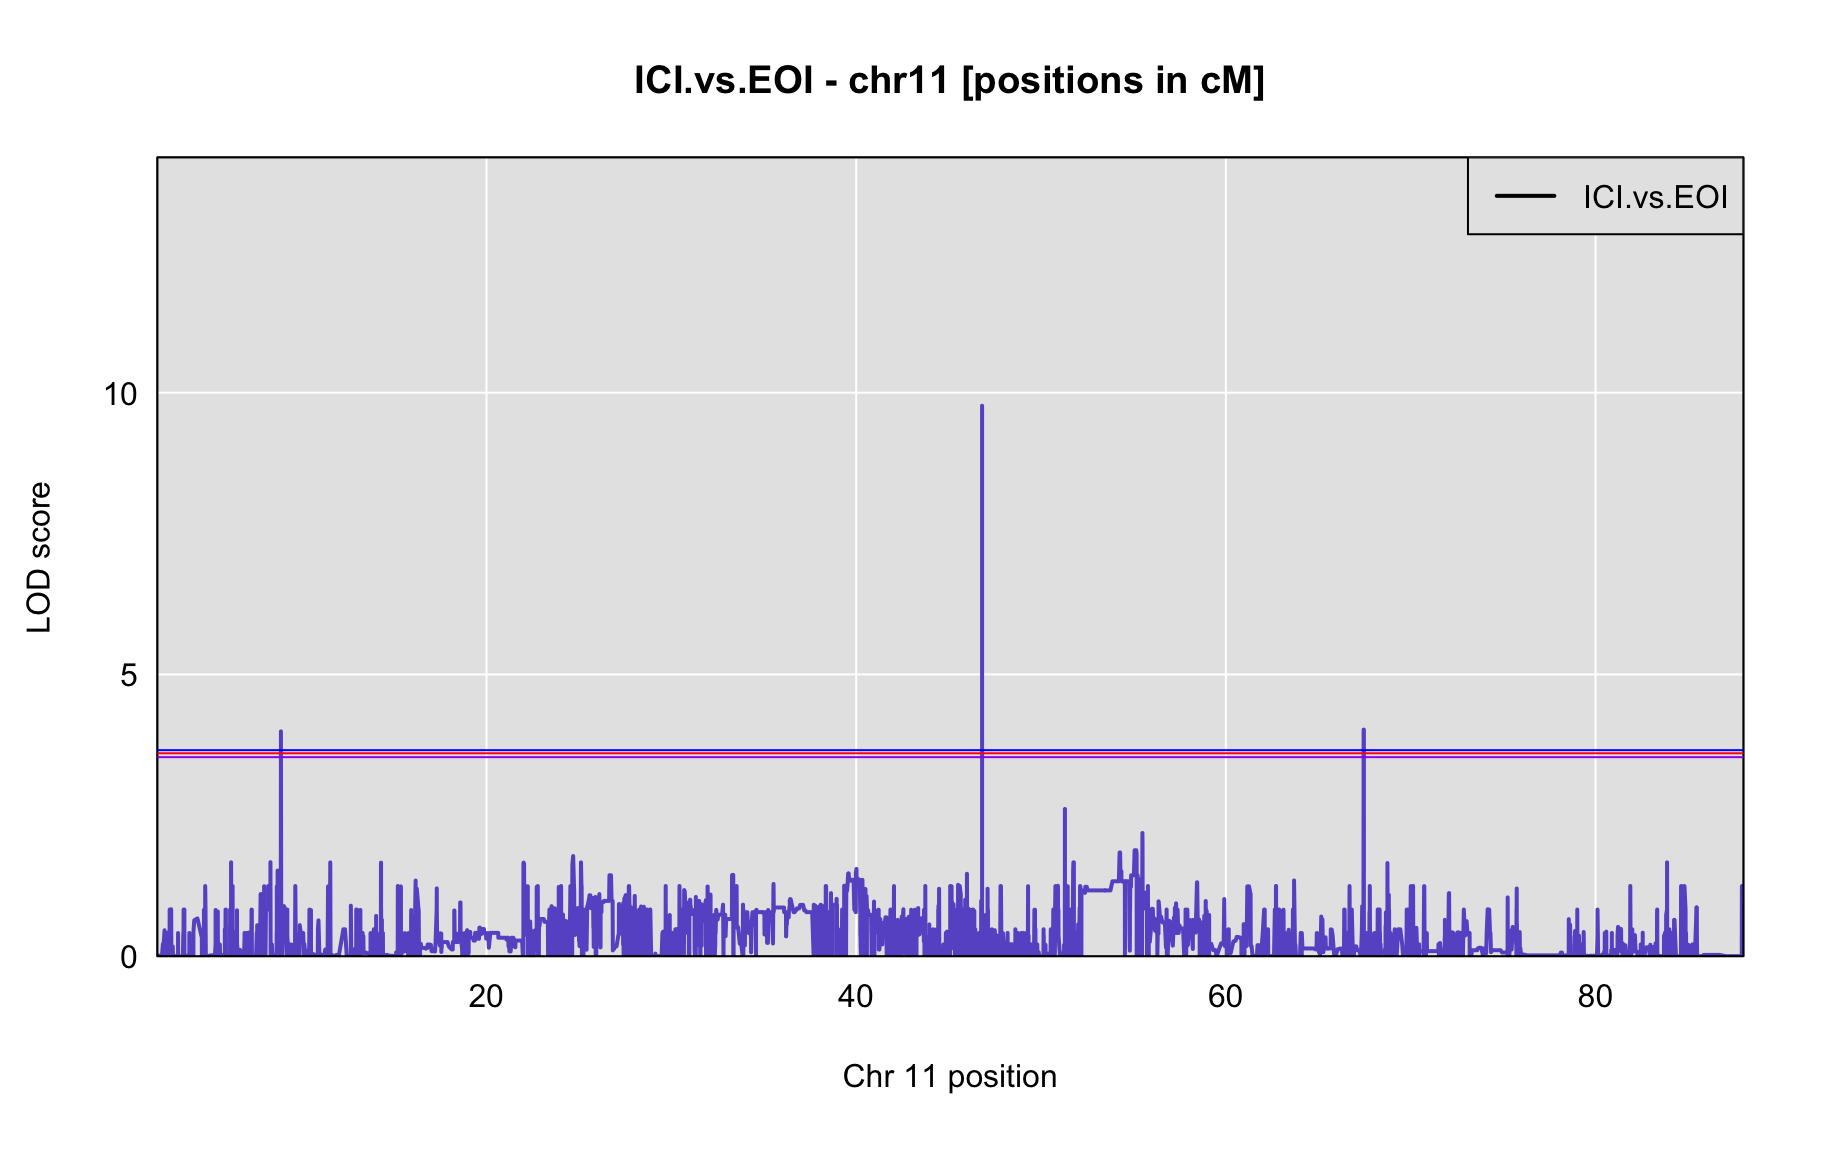 ICI.vs.EOI - chr11 [positions in cM]
ICI.vs.EOI
LOD score
10
5
0
20 40 60 80
Chr 11 position